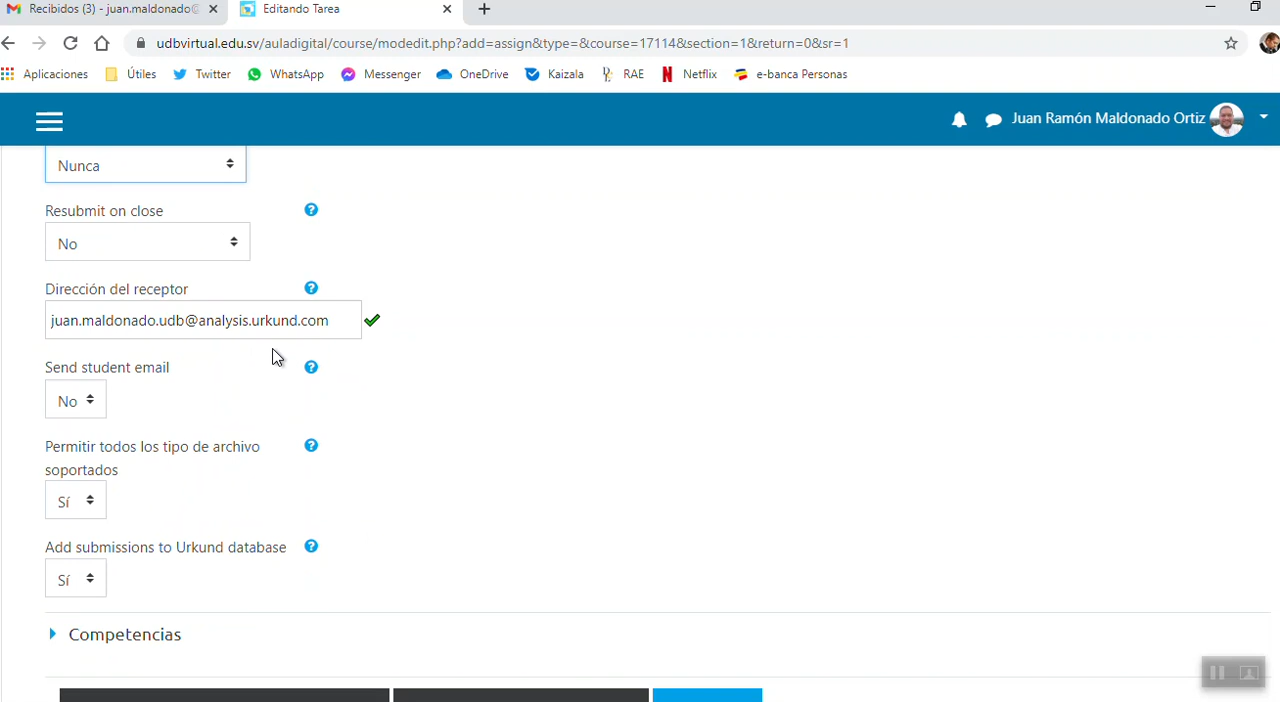 Recibidos (3) - juan.maldonado@
Editando Tarea
udbvirtual.edu.sv/auladigital/course/modedit.php?add=assign&type=&course=17114&section=1&return=0&sr=1
Aplicaciones Útiles Twitter WhatsApp Messenger OneDrive Kaizala RAE Netflix e-banca Personas
Juan Ramón Maldonado Ortiz
Nunca
Resubmit on close
No
Dirección del receptor
juan.maldonado.udb@analysis.urkund.com
Send student email
No
Permitir todos los tipo de archivo
soportados
Sí
Add submissions to Urkund database
Sí
Competencias